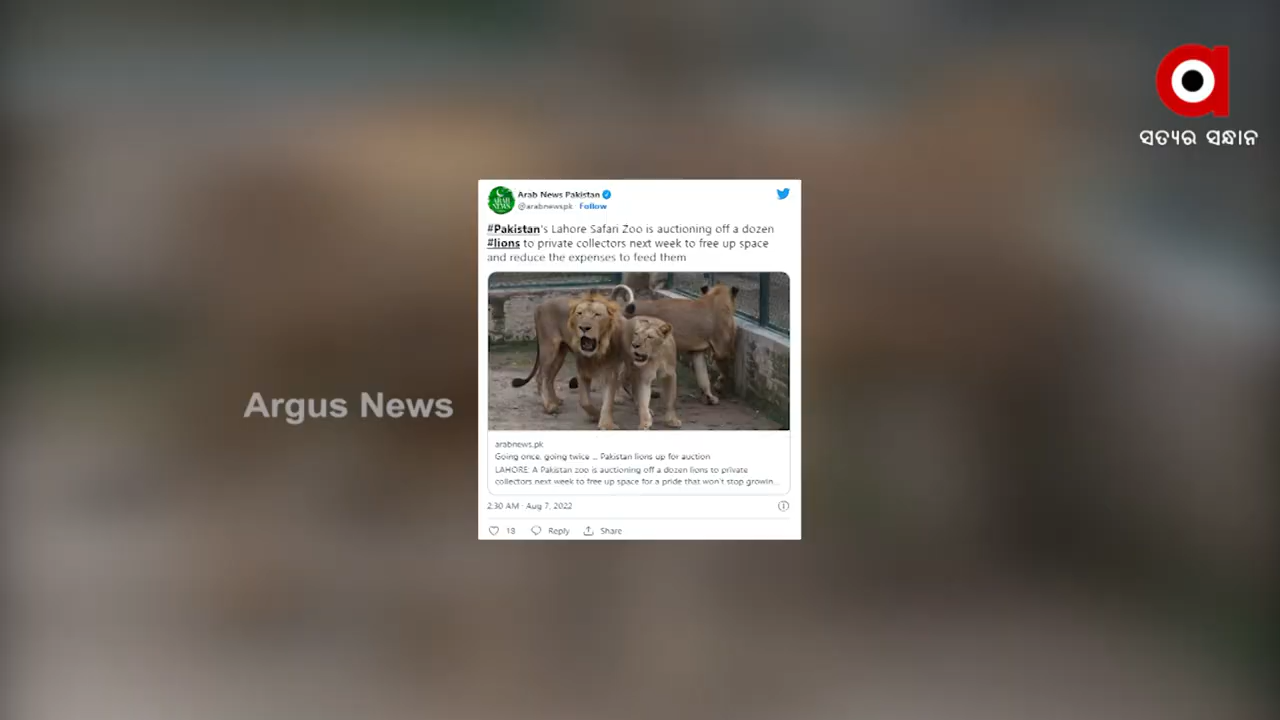 ସତ୍ୟର ସନ୍ଧାନ
Arab News Pakistan
@arabnewspk Follow
#Pakistan's Lahore Safari Zoo is auctioning off a dozen
#lions to private collectors next week to free up space
and reduce the expenses to feed them
Argus News
arabnews.pk
Going once, going twice ... Pakistan lions up for auction
LAHORE: A Pakistan zoo is auctioning off a dozen lions to private
collectors next week to free up space for a pride that won't stop growin...
2:30 AM · Aug 7, 2022
18 Reply Share